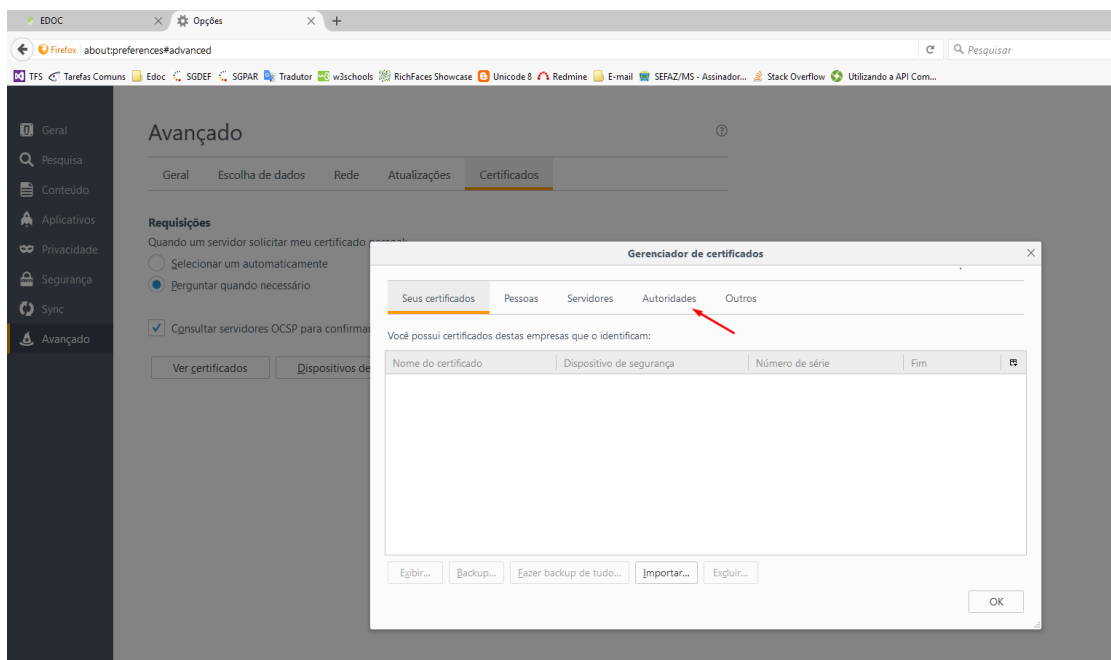 EDOC
Opções
Firefox about:preferences#advanced
Pesquisar
TFS Tarefas Comuns Edoc SGDEF SGPAR Tradutor w3schools RichFaces Showcase Unicode 8 Redmine E-mail SEFAZ/MS - Assinador... Stack Overflow Utilizando a API Com...
Geral
Pesquisa
Conteúdo
Aplicativos
Privacidade
Segurança
Sync
Avançado
Avançado
Geral Escolha de dados Rede Atualizações Certificados
Requisições
Quando um servidor solicitar meu certificado
Selecionar um automaticamente
Perguntar quando necessário
Consultar servidores OCSP para confirmar
Ver certificados Dispositivos de
Gerenciador de certificados
Seus certificados Pessoas Servidores Autoridades Outros
Você possui certificados destas empresas que o identificam:
Nome do certificado Dispositivo de segurança Número de série Fim
Exibir... Backup... Fazer backup de tudo... Importar... Excluir...
OK